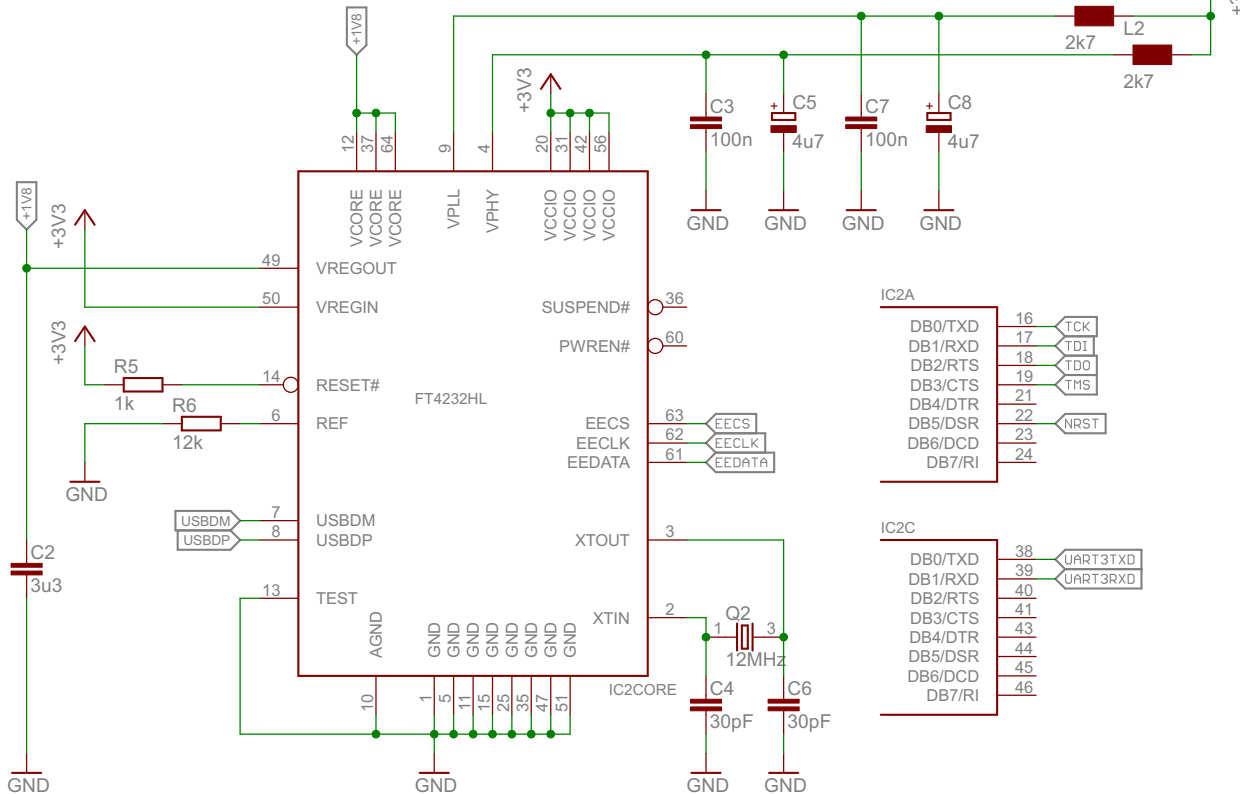 +1V8
L2
2k7
2k7
+3V3
C3
100n
C5
+
4u7
C7
100n
C8
+
4u7
GND
GND
GND
GND
12
37
64
9
4
20
31
42
56
VCORE
VCORE
VCORE
VPLL
VPHY
VCCIO
VCCIO
VCCIO
VCCIO
+1V8
+3V3
49
VREGOUT
50
VREGIN
+3V3
R5
1k
14
RESET#
R6
12k
6
REF
GND
FT4232HL
SUSPEND#
36
PWREN#
60
EECS
63
EECS
EECLK
62
EECLK
EEDATA
61
EEDATA
USBDM
7
USBDM
USBDP
8
USBDP
XTOUT
3
13
TEST
XTIN
2
Q2
1
3
12MHz
C2
3u3
AGND
GND
GND
GND
GND
GND
GND
GND
GND
10
1
5
11
15
25
35
47
51
IC2CORE
C4
30pF
C6
30pF
GND
GND
GND
GND
IC2A
DB0/TXD
16
TCK
DB1/RXD
17
TDI
DB2/RTS
18
TDO
DB3/CTS
19
TMS
DB4/DTR
21
DB5/DSR
22
NRST
DB6/DCD
23
DB7/RI
24
IC2C
DB0/TXD
38
UART3TXD
DB1/RXD
39
UART3RXD
DB2/RTS
40
DB3/CTS
41
DB4/DTR
43
DB5/DSR
44
DB6/DCD
45
DB7/RI
46